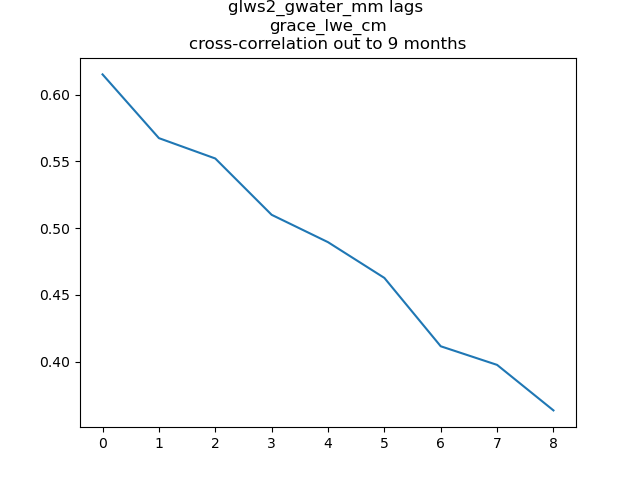 glws2_gwater_mm lags
grace_lwe_cm
cross-correlation out to 9 months
0.60
0.55
0.50
0.45
0.40
0 1 2 3 4 5 6 7 8